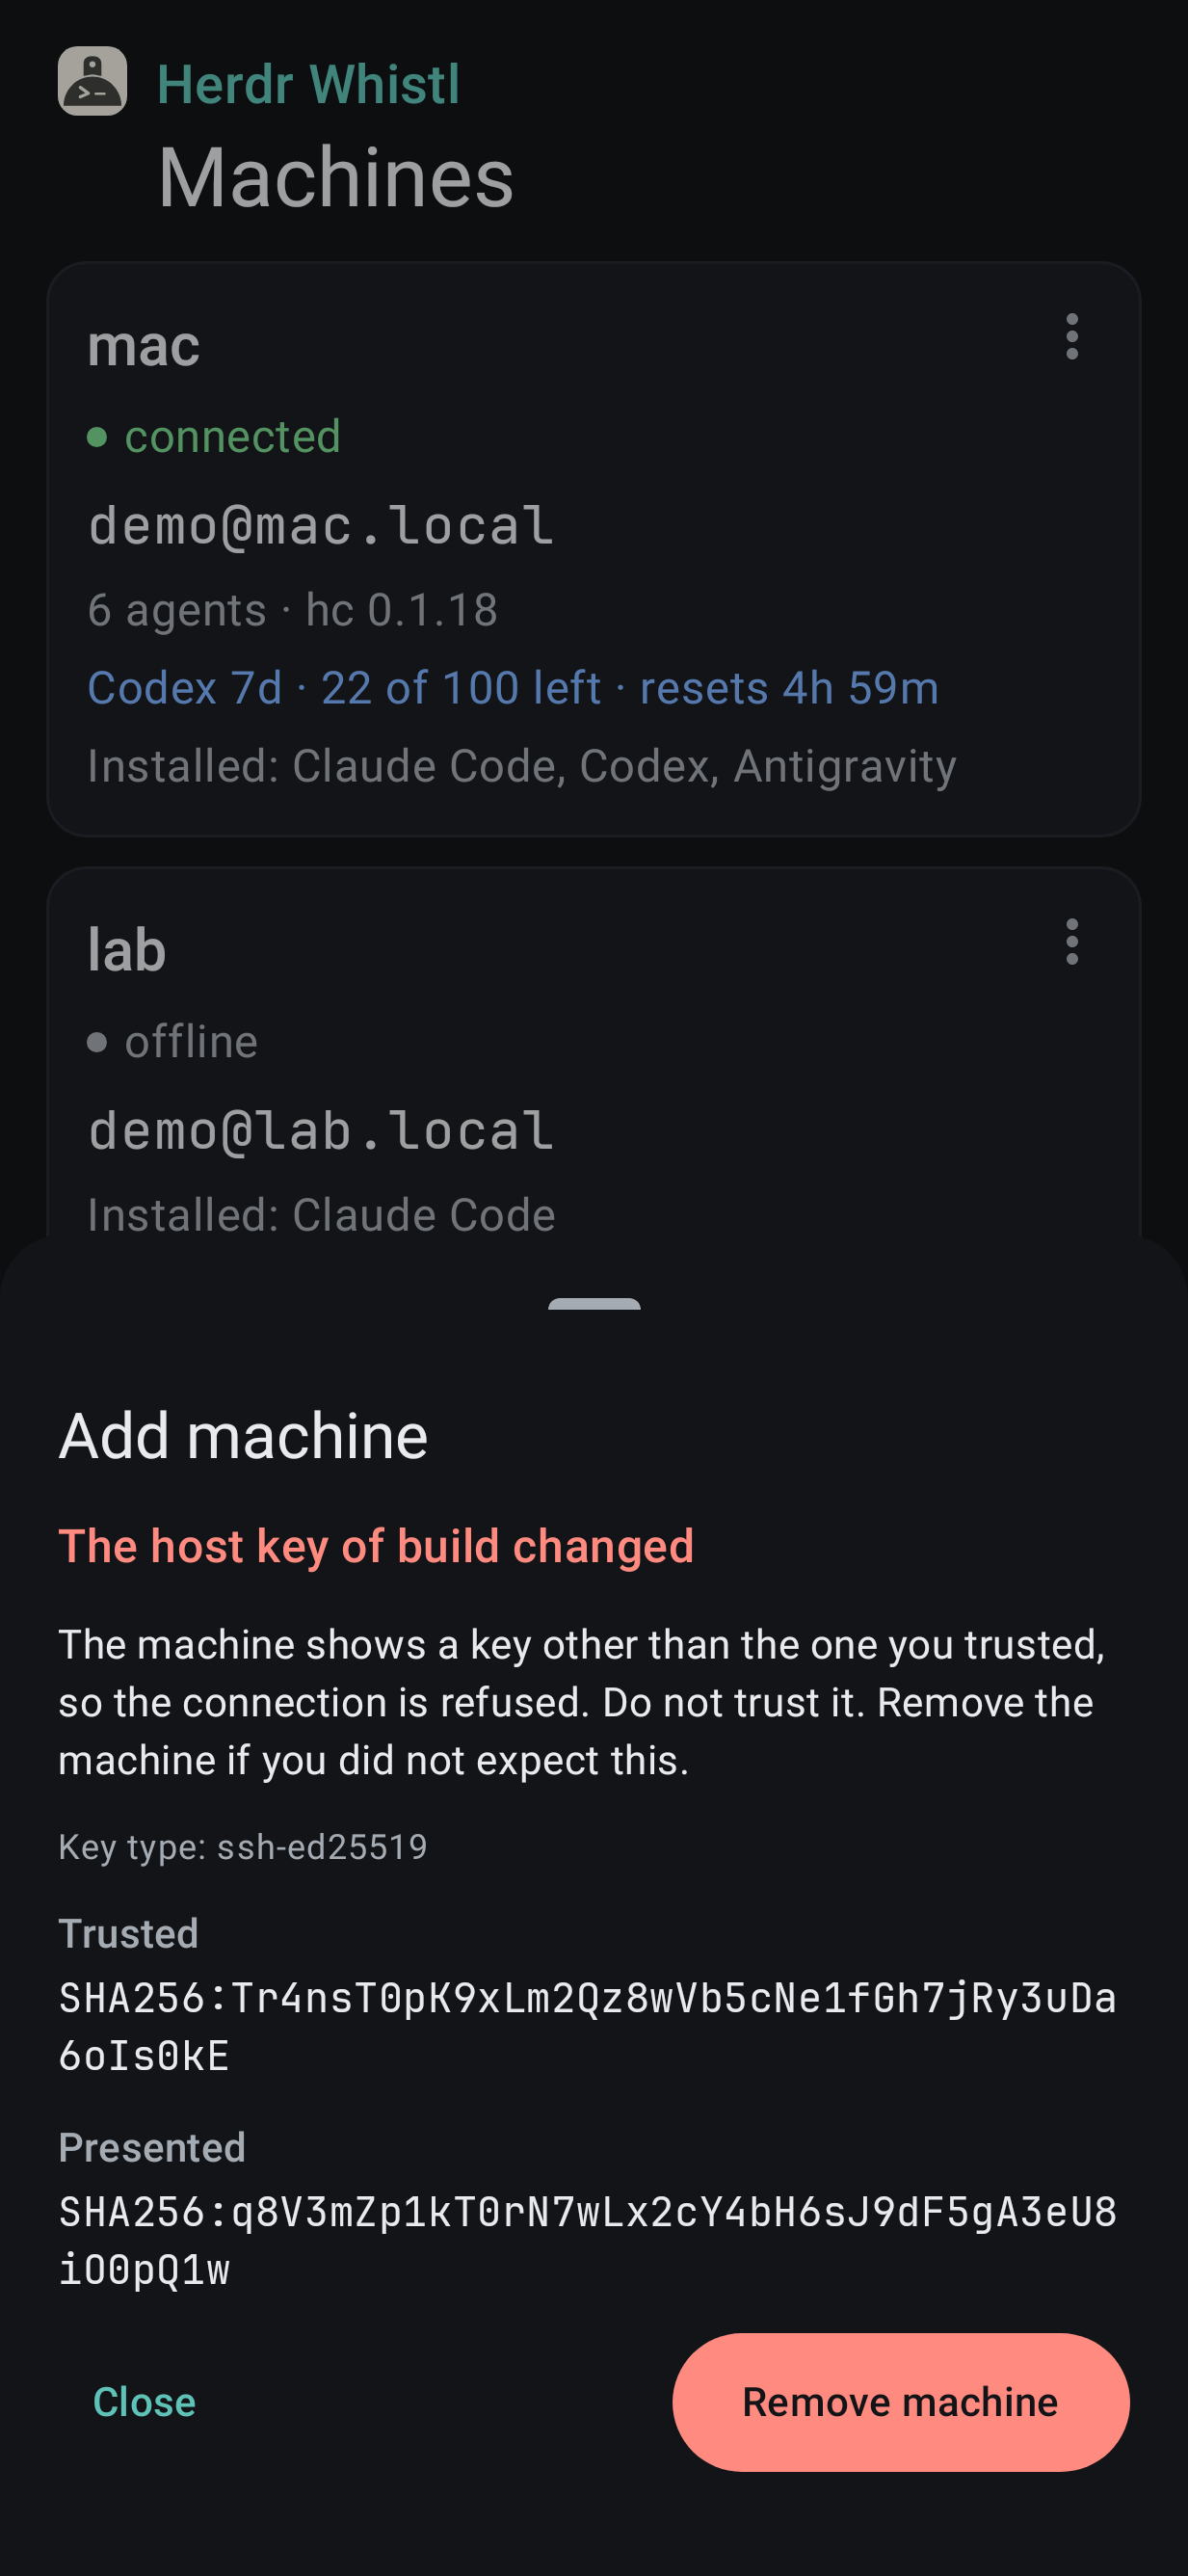 Herdr Whistl
Machines
mac
connected
demo@mac.local
6 agents · hc 0.1.18
Codex 7d · 22 of 100 left · resets 4h 59m
Installed: Claude Code, Codex, Antigravity
lab
offline
demo@lab.local
Installed: Claude Code
Add machine
The host key of build changed
The machine shows a key other than the one you trusted,
so the connection is refused. Do not trust it. Remove the
machine if you did not expect this.
Key type: ssh-ed25519
Trusted
SHA256:Tr4nsT0pK9xLm2Qz8wVb5cNe1fGh7jRy3uDa
6oIs0kE
Presented
SHA256:q8V3mZp1kT0rN7wLx2cY4bH6sJ9dF5gA3eU8
iO0pQ1w
Close
Remove machine